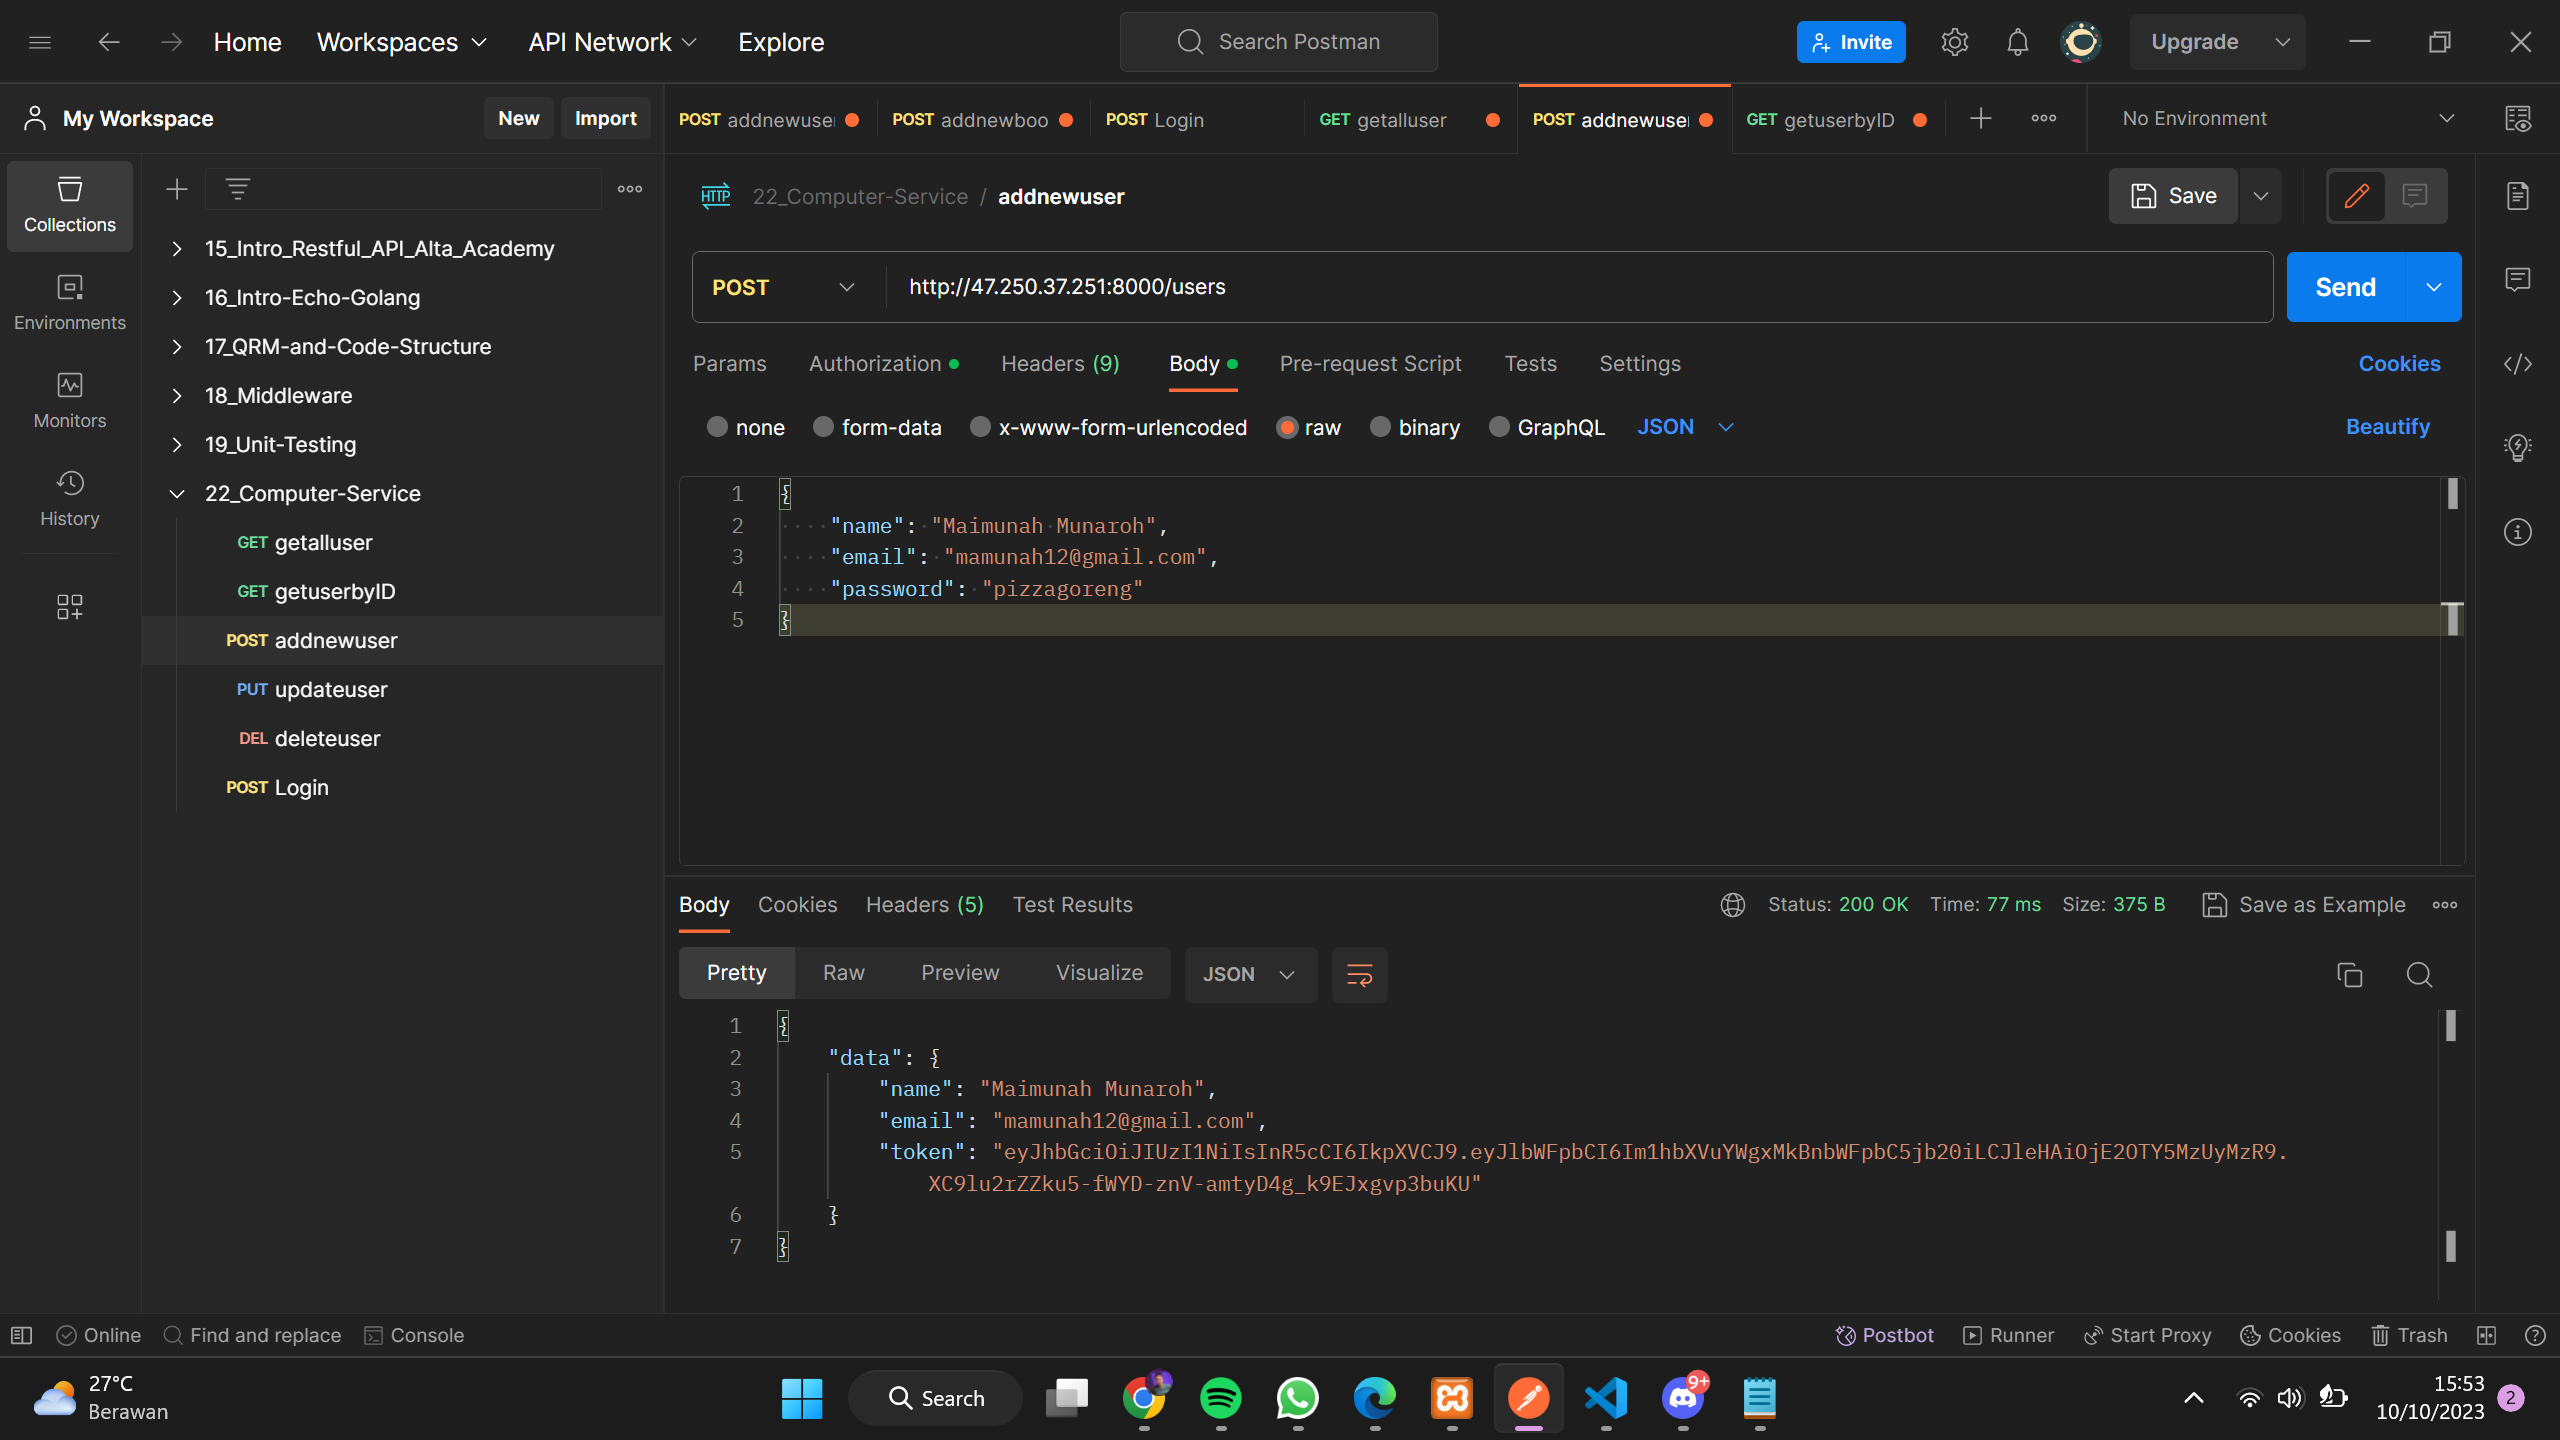 Home Workspaces API Network Explore Search Postman Invite Upgrade
My Workspace New Import POST addnewuse POST addnewboo POST Login GET getalluser POST addnewuse GET getuserbyID No Environment
Collections
Environments
Monitors
History
15_Intro_Restful_API_Alta_Academy
16_Intro-Echo-Golang
17_QRM-and-Code-Structure
18_Middleware
19_Unit-Testing
22_Computer-Service
GET getalluser
GET getuserbyID
POST addnewuser
PUT updateuser
DEL deleteuser
POST Login
HTTP 22_Computer-Service / addnewuser Save
POST http://47.250.37.251:8000/users Send
Params Authorization Headers (9) Body Pre-request Script Tests Settings Cookies
none form-data x-www-form-urlencoded raw binary GraphQL JSON Beautify
1 {
2 "name": "Maimunah Munaroh",
3 "email": "mamunah12@gmail.com",
4 "password": "pizzagoreng"
5 }
Body Cookies Headers (5) Test Results Status: 200 OK Time: 77 ms Size: 375 B Save as Example
Pretty Raw Preview Visualize JSON
1 {
2 "data": {
3 "name": "Maimunah Munaroh",
4 "email": "mamunah12@gmail.com",
5 "token": "eyJhbGciOiJIUzI1NiIsInR5cCI6IkpXVCJ9.eyJlbWFpbCI6Im1hbXVuYWgxMkBnbWFpbC5jb20iLCJleHAiOjE2OTY5MzUyMzR9.
XC9lu2rZZku5-fWYD-znV-amtyD4g_k9EJxgvp3buKU"
6 }
7 }
Online Find and replace Console Postbot Runner Start Proxy Cookies Trash
27°C
Berawan
Search
9+
15:53
10/10/2023
2